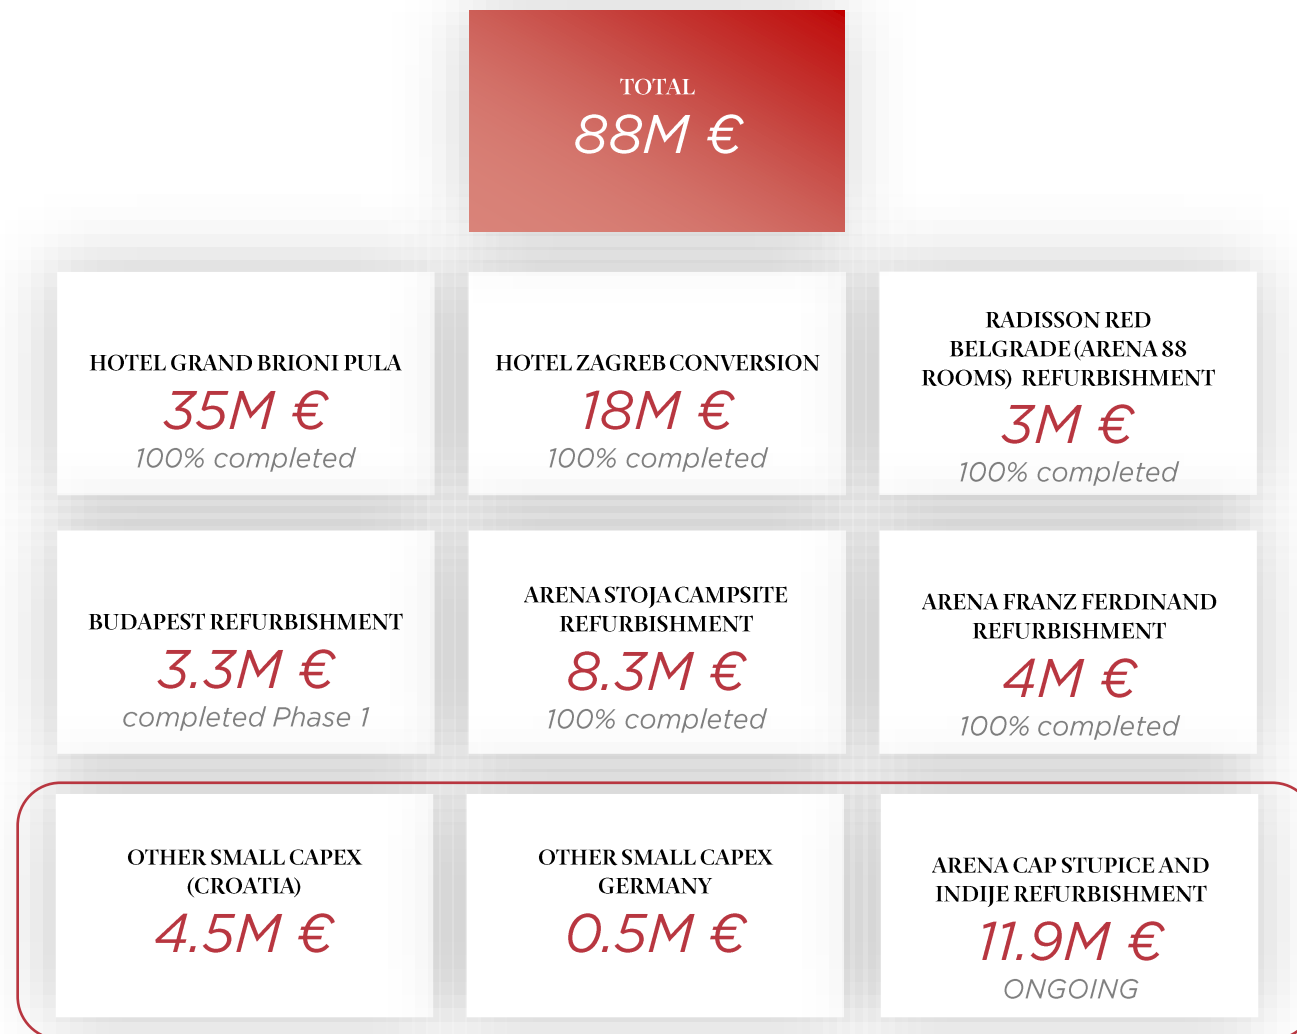 TOTAL
88M €
HOTEL GRAND BRIONI PULA
35M €
100% completed
HOTEL ZAGREB CONVERSION
18M €
100% completed
RADISSON RED
BELGRADE (ARENA 88
ROOMS) REFURBISHMENT
3M €
100% completed
BUDAPEST REFURBISHMENT
3.3M €
completed Phase 1
ARENA STOJA CAMPSITE
REFURBISHMENT
8.3M €
100% completed
ARENA FRANZ FERDINAND
REFURBISHMENT
4M €
100% completed
OTHER SMALL CAPEX
(CROATIA)
4.5M €
OTHER SMALL CAPEX
GERMANY
0.5M €
ARENA CAP STUPICE AND
INDIJE REFURBISHMENT
11.9M €
ONGOING